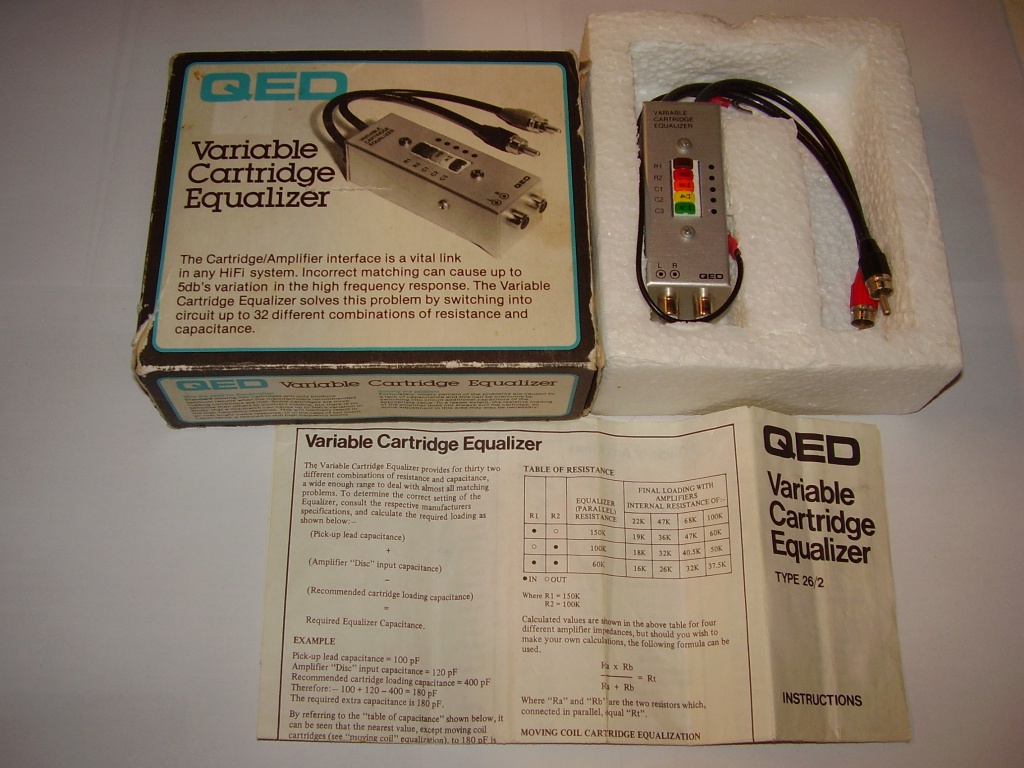 QED
Variable
Cartridge
Equalizer
VARIABLE
CARTRIDGE
EQUALIZER
QED
The Cartridge/Amplifier interface is a vital link
in any HiFi system. Incorrect matching can cause up to
5db's variation in the high frequency response. The Variable
Cartridge Equalizer solves this problem by switching into
circuit up to 32 different combinations of resistance and
capacitance.
QED Variable Cartridge Equalizer
VARIABLE
CARTRIDGE
EQUALIZER
R1
R2
C1
C2
C3
L R
QED
Variable Cartridge Equalizer
The Variable Cartridge Equalizer provides for thirty two
different combinations of resistance and capacitance,
a wide enough range to deal with almost all matching
problems. To determine the correct setting of the
Equalizer, consult the respective manufacturers
specifications, and calculate the required loading as
shown below:—
(Pick-up lead capacitance)
+
(Amplifier "Disc" input capacitance)
−
(Recommended cartridge loading capacitance)
=
Required Equalizer Capacitance.
EXAMPLE
Pick-up lead capacitance = 100 pF
Amplifier "Disc" input capacitance = 120 pF
Recommended cartridge loading capacitance = 400 pF
Therefore:— 100 + 120 − 400 = 180 pF
The required extra capacitance is 180 pF.
By referring to the "table of capacitance" shown below, it
can be seen that the nearest value, except moving coil
cartridges (see "moving coil" equalization), to 180 pF is
TABLE OF RESISTANCE
R1 R2 EQUALIZER (PARALLEL) RESISTANCE FINAL LOADING WITH AMPLIFIERS INTERNAL RESISTANCE OF:-
22K 47K 68K 100K
● ○ 150K 19K 36K 47K 60K
○ ● 100K 18K 32K 40.5K 50K
● ● 60K 16K 26K 32K 37.5K
● IN ○ OUT
Where R1 = 150K
R2 = 100K
Calculated values are shown in the above table for four
different amplifier impedances, but should you wish to
make your own calculations, the following formula can be
used.
Ra x Rb
Ra + Rb
= Rt
Where "Ra" and "Rb" are the two resistors which,
connected in parallel, equal "Rt".
MOVING COIL CARTRIDGE EQUALIZATION
QED
Variable
Cartridge
Equalizer
TYPE 26/2
INSTRUCTIONS